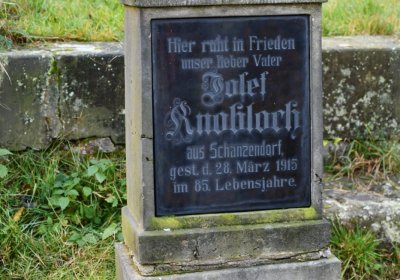 Hier ruht in Frieden
unser lieber Vater
Josef
Knobloch
aus Schanzendorf,
gest. d. 28. März 1915
im 85. Lebensjahre.